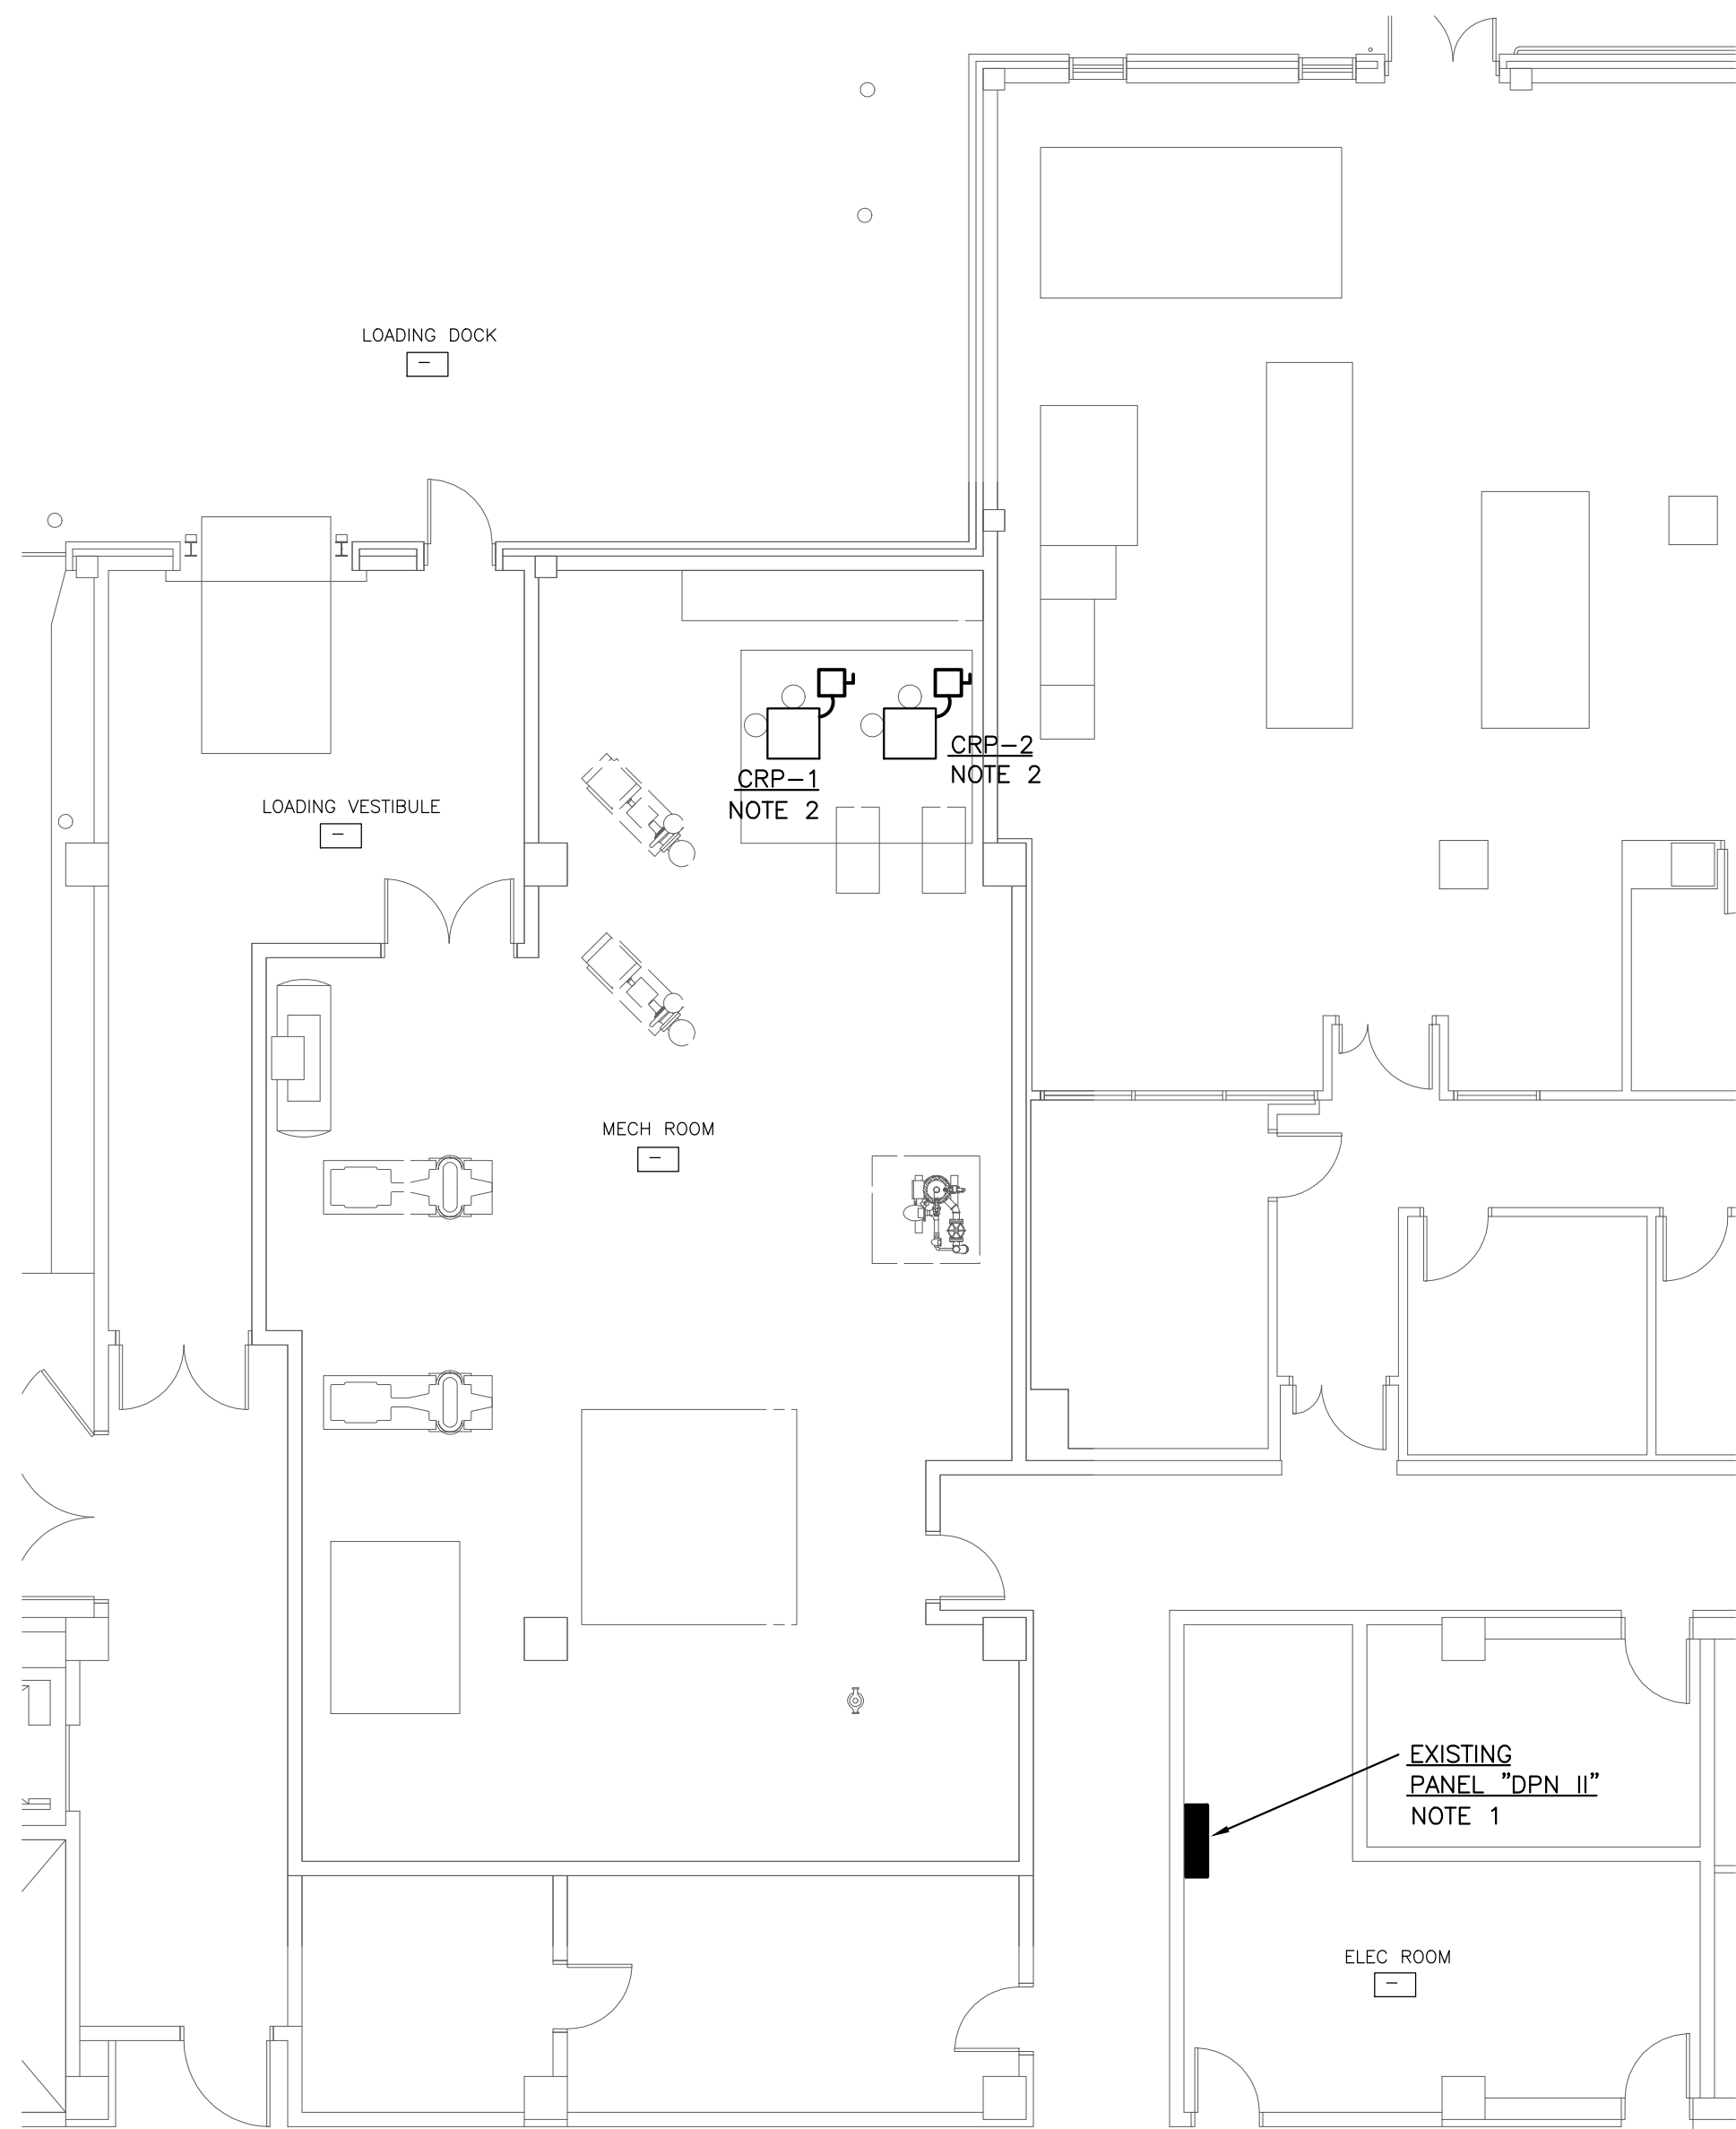 LOADING DOCK
-
LOADING VESTIBULE
-
CRP-1
NOTE 2
CRP-2
NOTE 2
MECH ROOM
-
EXISTING
PANEL "DPN II"
NOTE 1
ELEC ROOM
-